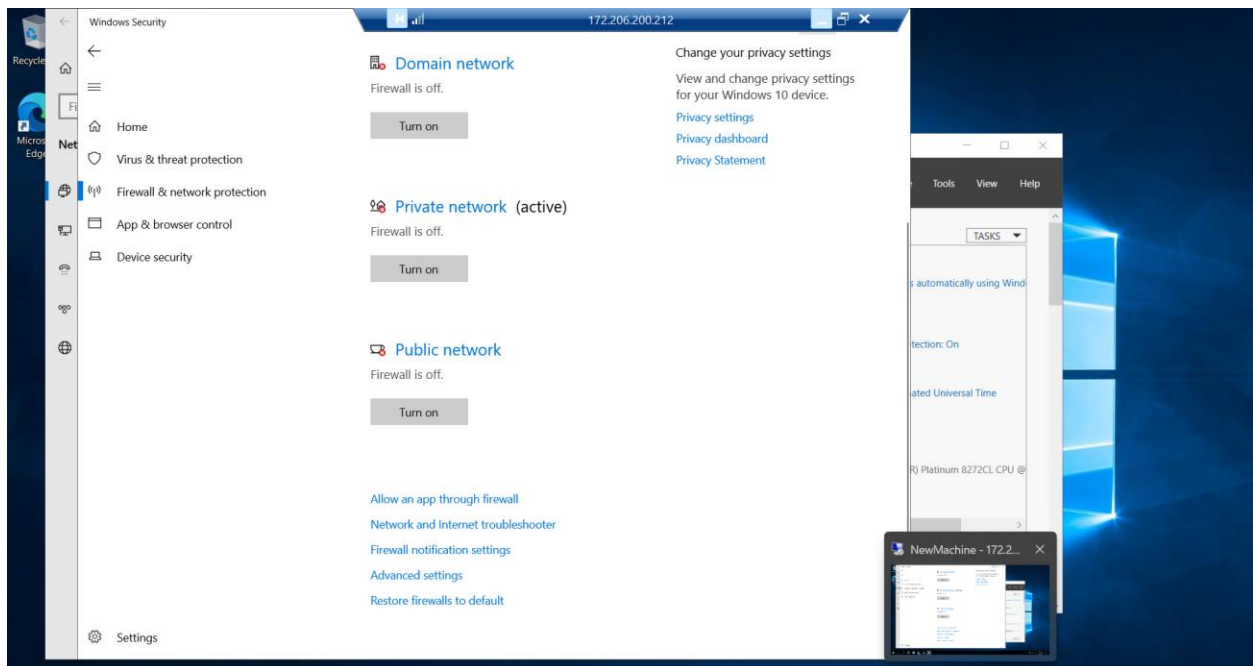 172.206.200.212
Recycle
Micros
Edge
Fi
Net
Windows Security
Home
Virus & threat protection
Firewall & network protection
App & browser control
Device security
Settings
Domain network
Firewall is off.
Turn on
Private network (active)
Firewall is off.
Turn on
Public network
Firewall is off.
Turn on
Allow an app through firewall
Network and Internet troubleshooter
Firewall notification settings
Advanced settings
Restore firewalls to default
Change your privacy settings
View and change privacy settings
for your Windows 10 device.
Privacy settings
Privacy dashboard
Privacy Statement
Tools View Help
TASKS
s automatically using Wind
tection: On
ated Universal Time
R) Platinum 8272CL CPU @
NewMachine - 172.2...